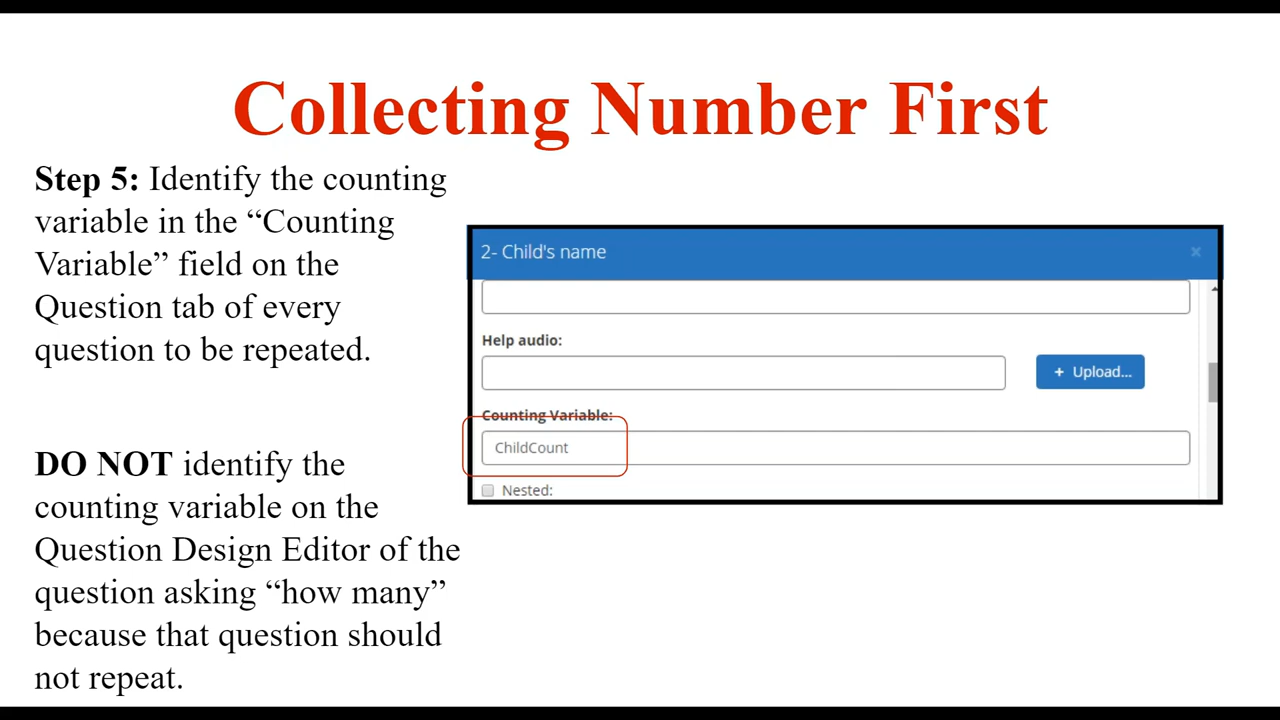 Collecting Number First
Step 5: Identify the counting
variable in the “Counting
Variable” field on the
Question tab of every
question to be repeated.
DO NOT identify the
counting variable on the
Question Design Editor of the
question asking “how many”
because that question should
not repeat.
2- Child's name
×
Help audio:
+ Upload...
Counting Variable:
ChildCount
Nested: